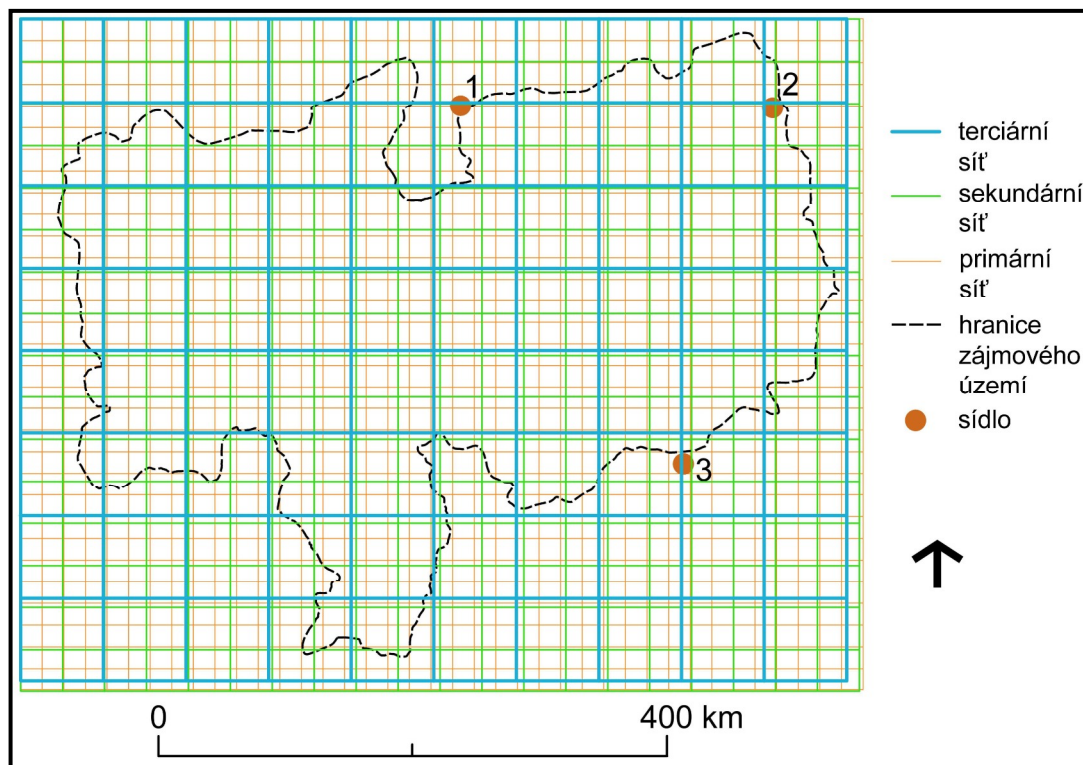 1
2
3
terciární
síť
sekundární
síť
primární
síť
hranice
zájmového
území
sídlo
0
400 km